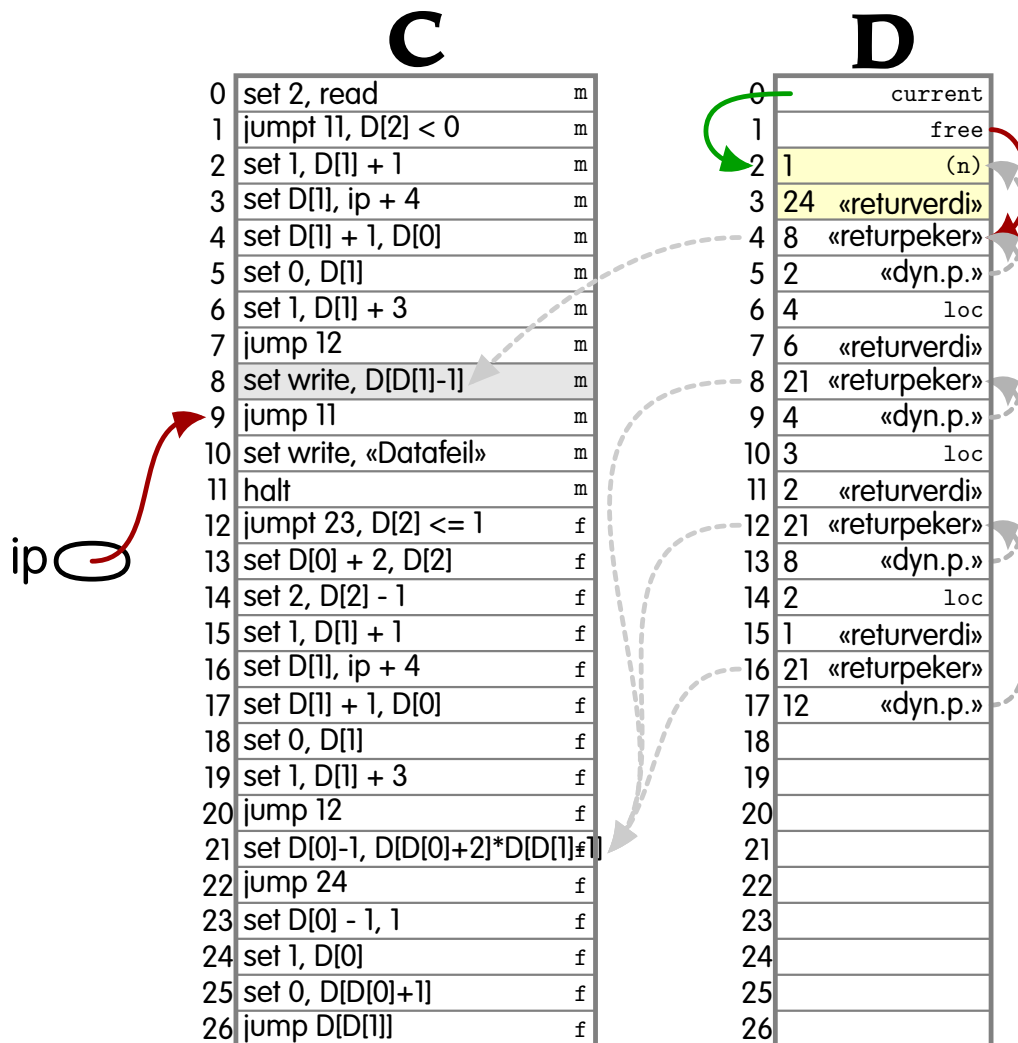 C D
0 set 2, read m
1 jumpt 11, D[2] < 0 m
2 set 1, D[1] + 1 m
3 set D[1], ip + 4 m
4 set D[1] + 1, D[0] m
5 set 0, D[1] m
6 set 1, D[1] + 3 m
7 jump 12 m
8 set write, D[D[1]-1] m
9 jump 11 m
10 set write, «Datafeil» m
11 halt m
12 jumpt 23, D[2] <= 1 f
13 set D[0] + 2, D[2] f
14 set 2, D[2] - 1 f
15 set 1, D[1] + 1 f
16 set D[1], ip + 4 f
17 set D[1] + 1, D[0] f
18 set 0, D[1] f
19 set 1, D[1] + 3 f
20 jump 12 f
21 set D[0]-1, D[D[0]+2]*D[D[1]-1] f
22 jump 24 f
23 set D[0] - 1, 1 f
24 set 1, D[0] f
25 set 0, D[D[0]+1] f
26 jump D[D[1]] f
ip
0 current
1 free
2 1 (n)
3 24 «returverdi»
4 8 «returpeker»
5 2 «dyn.p.»
6 4 loc
7 6 «returverdi»
8 21 «returpeker»
9 4 «dyn.p.»
10 3 loc
11 2 «returverdi»
12 21 «returpeker»
13 8 «dyn.p.»
14 2 loc
15 1 «returverdi»
16 21 «returpeker»
17 12 «dyn.p.»
18
19
20
21
22
23
24
25
26